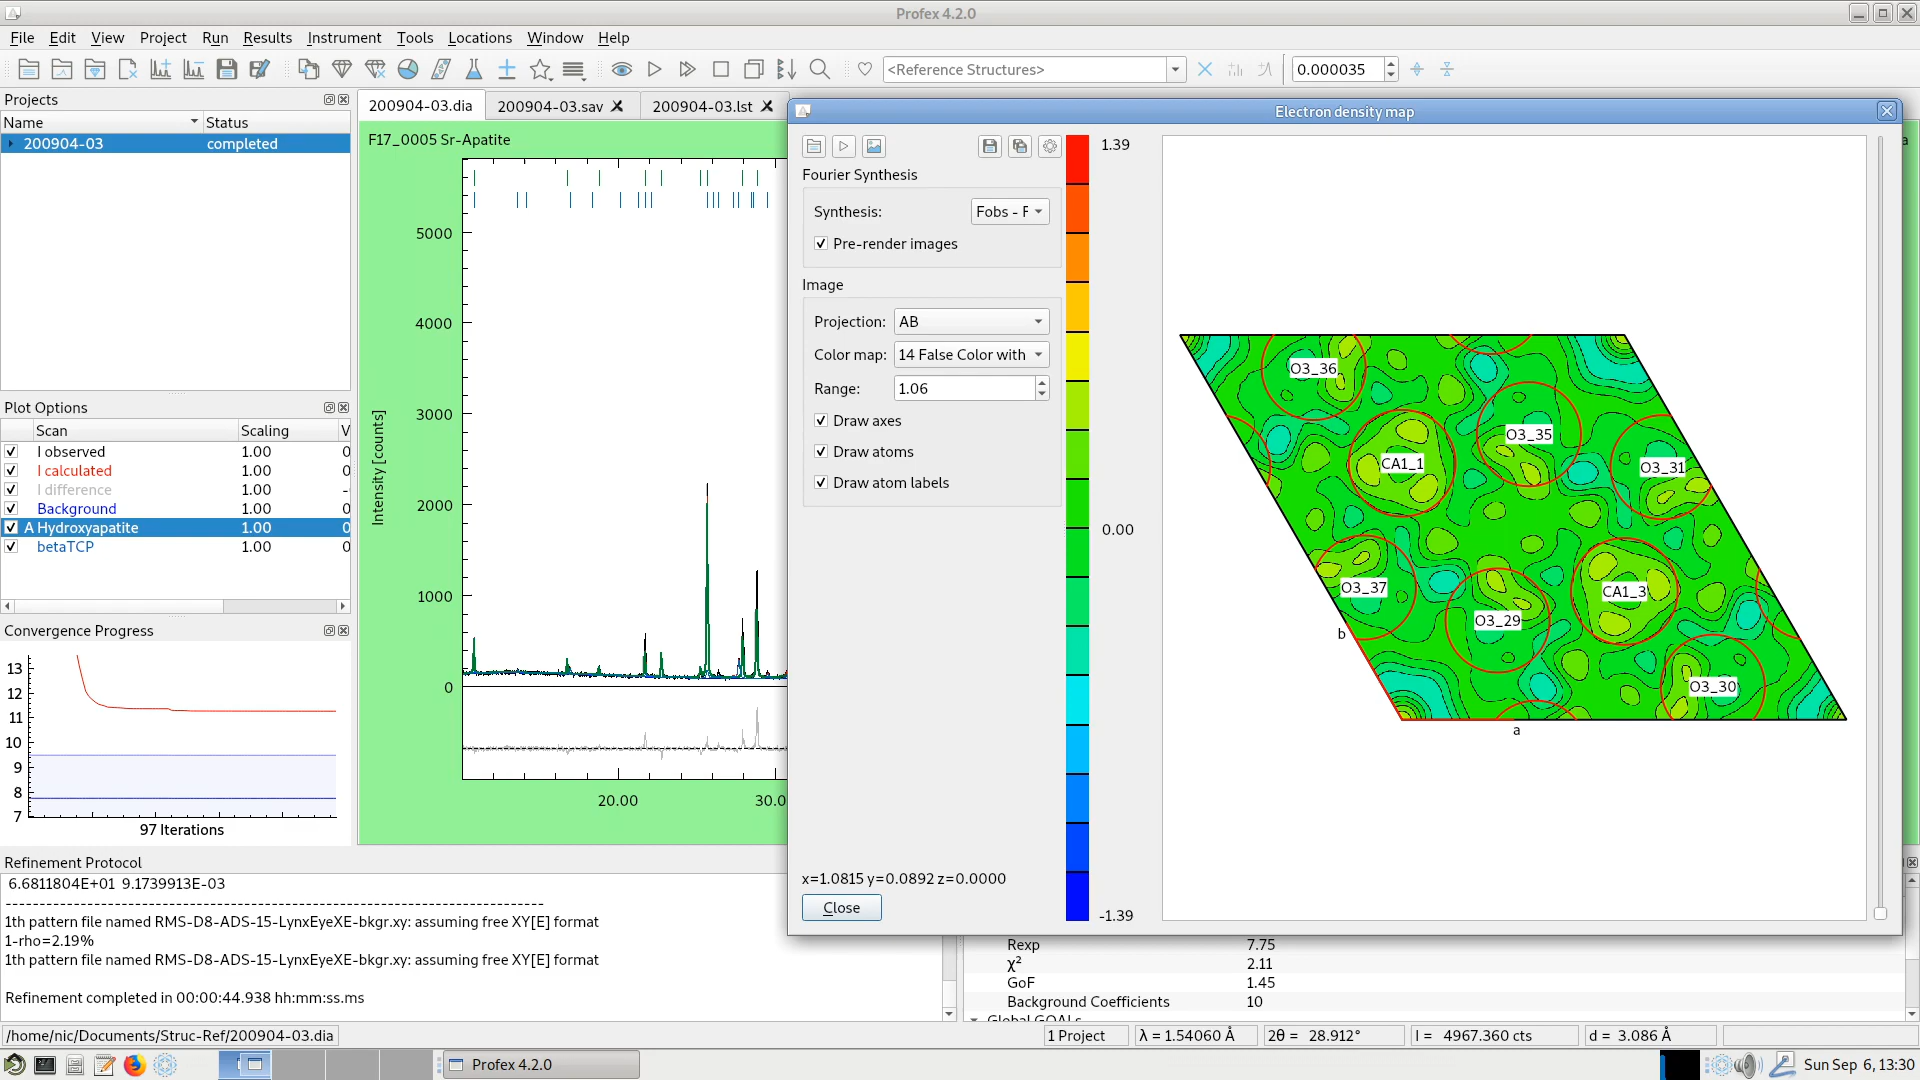 Profex 4.2.0
File Edit View Project Run Results Instrument Tools Locations Window Help
<Reference Structures>
0.000035
Projects
Name Status
200904-03 completed
Plot Options
Scan Scaling V
I observed 1.00 0
I calculated 1.00 0
I difference 1.00 -
Background 1.00 0
A Hydroxyapatite 1.00 0
betaTCP 1.00 0
Convergence Progress
13
12
11
10
9
8
7
97 Iterations
200904-03.dia 200904-03.sav 200904-03.lst
F17_0005 Sr-Apatite
Intensity [counts]
5000
4000
3000
2000
1000
0
20.00 30.0
Electron density map
Fourier Synthesis
Synthesis: Fobs - F
Pre-render images
Image
Projection: AB
Color map: 14 False Color with
Range: 1.06
Draw axes
Draw atoms
Draw atom labels
x=1.0815 y=0.0892 z=0.0000
Close
1.39
0.00
-1.39
O3_36
O3_35
CA1_1
O3_31
O3_37
CA1_3
O3_29
b
O3_30
a
Refinement Protocol
6.6811804E+01 9.1739913E-03
--------------------------------------------------------------------------------
1th pattern file named RMS-D8-ADS-15-LynxEyeXE-bkgr.xy: assuming free XY[E] format
1-rho=2.19%
1th pattern file named RMS-D8-ADS-15-LynxEyeXE-bkgr.xy: assuming free XY[E] format
Refinement completed in 00:00:44.938 hh:mm:ss.ms
Rexp 7.75
χ² 2.11
GoF 1.45
Background Coefficients 10
Global GOALs
/home/nic/Documents/Struc-Ref/200904-03.dia
1 Project λ = 1.54060 Å 2θ = 28.912° I = 4967.360 cts d = 3.086 Å
Profex 4.2.0
Sun Sep 6, 13:30